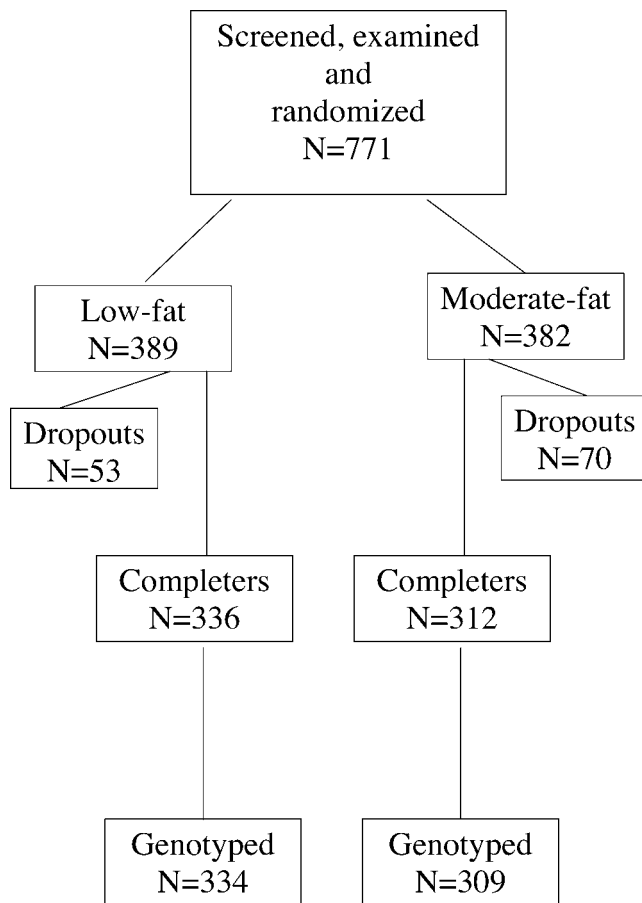 Screened, examined
and
randomized
N=771
Low-fat
N=389
Moderate-fat
N=382
Dropouts
N=53
Dropouts
N=70
Completers
N=336
Completers
N=312
Genotyped
N=334
Genotyped
N=309